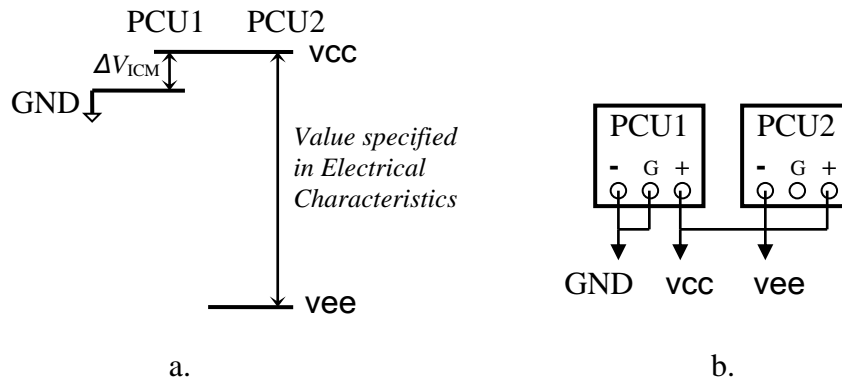 PCU1 PCU2
vcc
ΔVICM
GND
Value specified
in Electrical
Characteristics
vee
a.
PCU1 PCU2
- G + - G +
GND vcc vee
b.